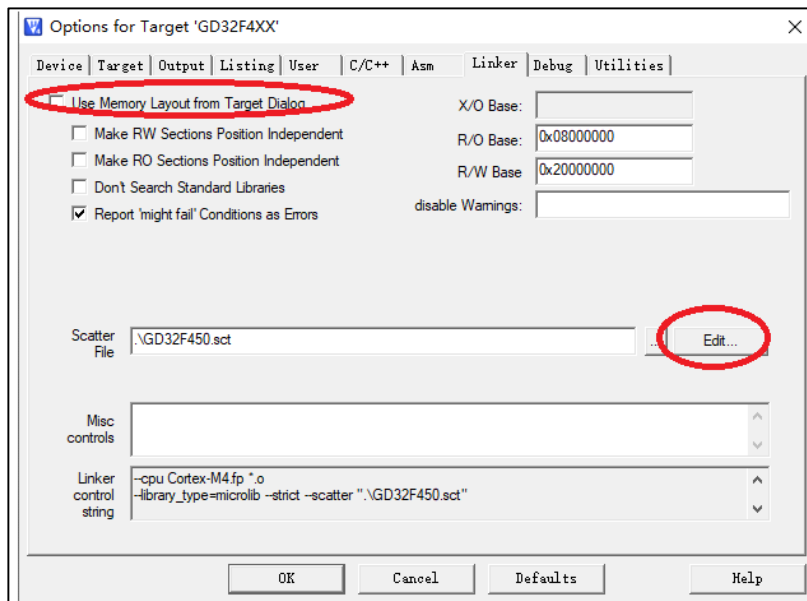 Options for Target 'GD32F4XX'
Device Target Output Listing User C/C++ Asm Linker Debug Utilities
Use Memory Layout from Target Dialog
Make RW Sections Position Independent
Make RO Sections Position Independent
Don't Search Standard Libraries
Report 'might fail' Conditions as Errors
X/O Base:
R/O Base: 0x08000000
R/W Base 0x20000000
disable Warnings:
Scatter
File
.\GD32F450.sct
...
Edit...
Misc
controls
Linker
control
string
--cpu Cortex-M4.fp *.o
--library_type=microlib --strict --scatter ".\GD32F450.sct"
OK Cancel Defaults Help